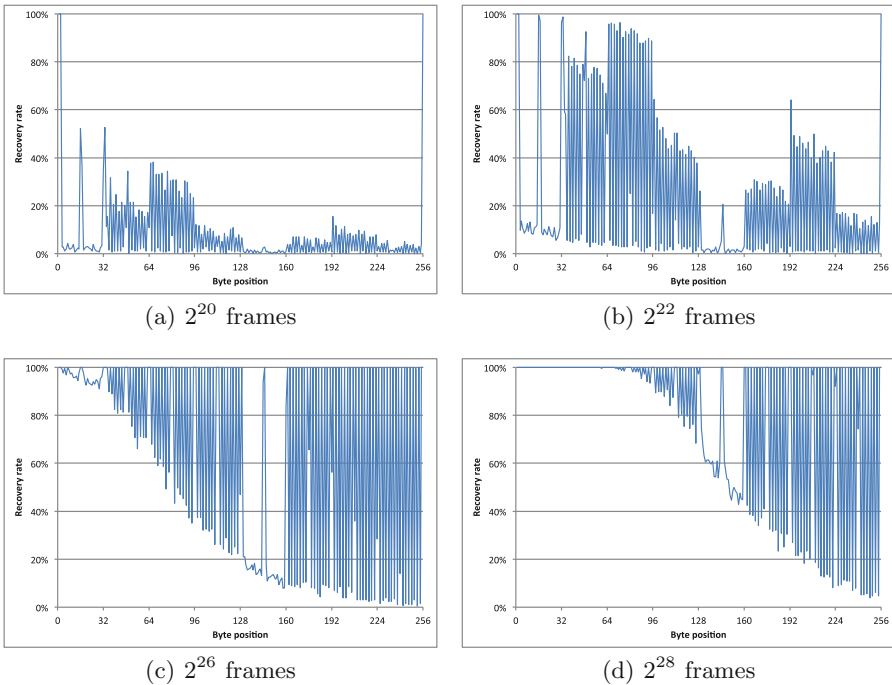 100%
80%
60%
40%
20%
0%
Recovery rate
0 32 64 96 128 160 192 224 256
Byte position
(a) 2^20 frames
100%
80%
60%
40%
20%
0%
Recovery rate
0 32 64 96 128 160 192 224 256
Byte position
(b) 2^22 frames
100%
80%
60%
40%
20%
0%
Recovery rate
0 32 64 96 128 160 192 224 256
Byte position
(c) 2^26 frames
100%
80%
60%
40%
20%
0%
Recovery rate
0 32 64 96 128 160 192 224 256
Byte position
(d) 2^28 frames